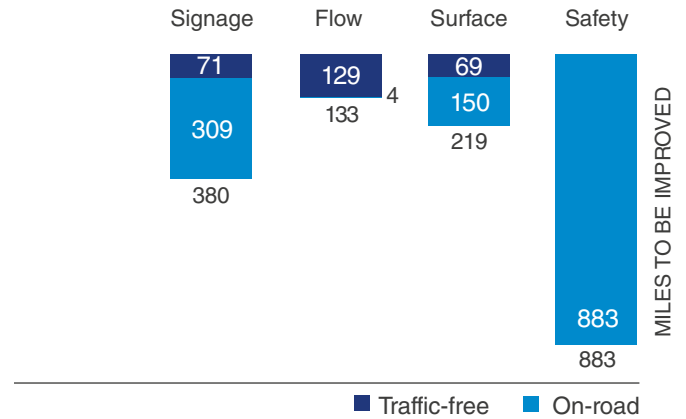 Signage Flow Surface Safety
71 129 69
4
309 133 150
219
380
883
883
MILES TO BE IMPROVED
Traffic-free On-road